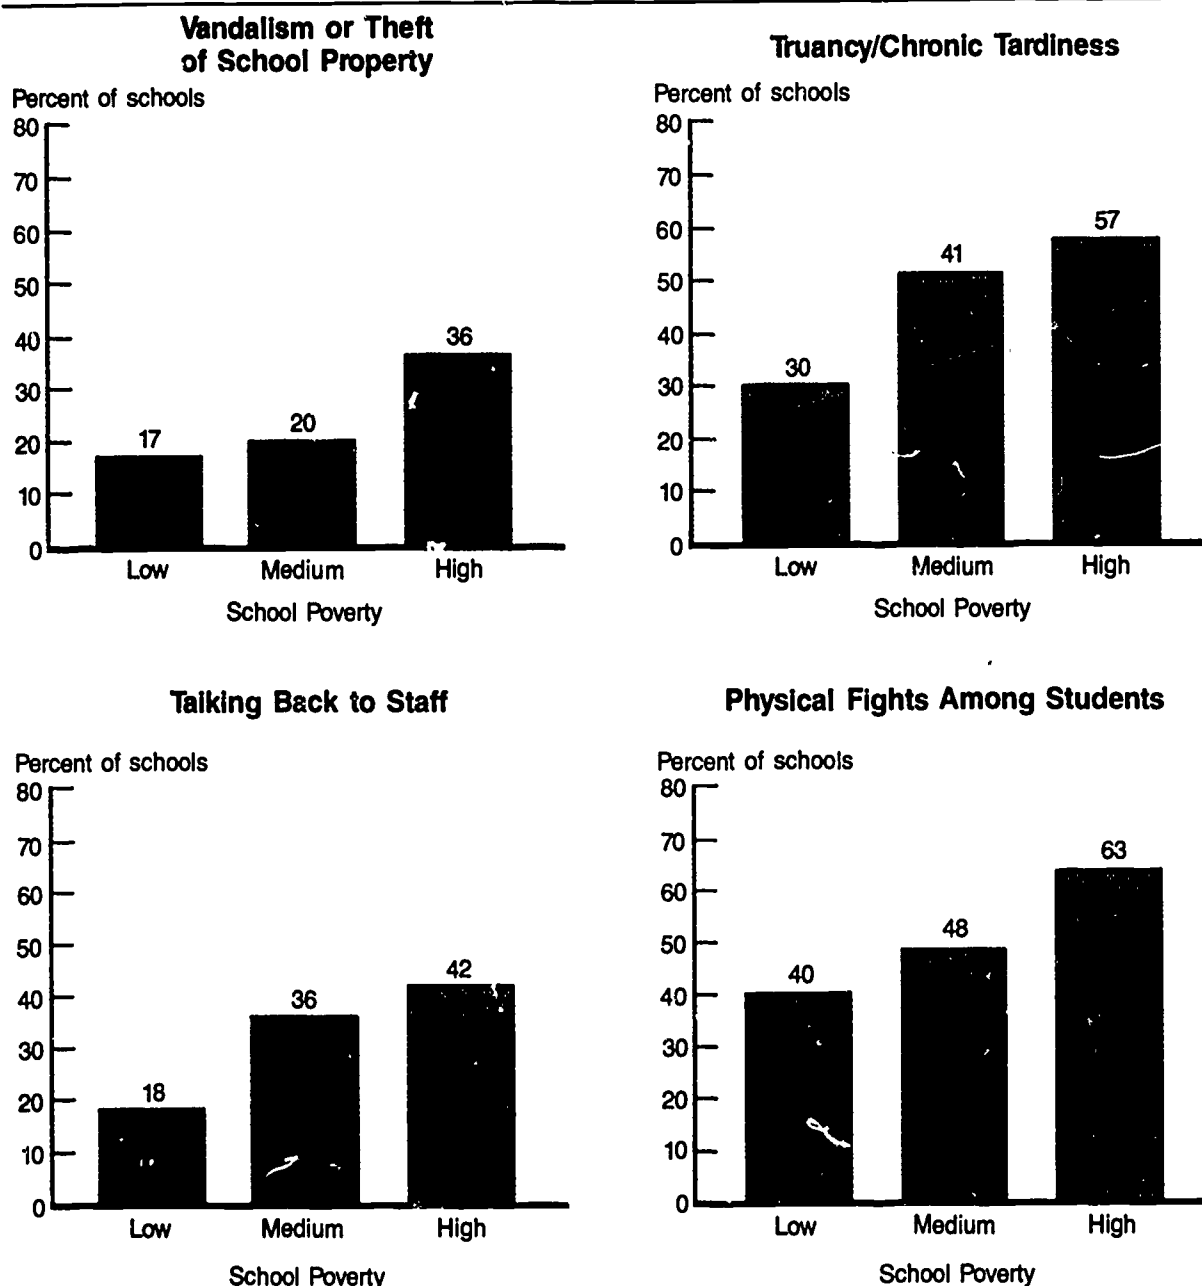 Vandalism or Theft
of School Property
Percent of schools
80
70
60
50
40
30
20
10
0
17
20
36
Low Medium High
School Poverty
Truancy/Chronic Tardiness
Percent of schools
80
70
60
50
40
30
20
10
0
30
41
57
Low Medium High
School Poverty
Talking Back to Staff
Percent of schools
80
70
60
50
40
30
20
10
0
18
36
42
Low Medium High
School Poverty
Physical Fights Among Students
Percent of schools
80
70
60
50
40
30
20
10
0
40
48
63
Low Medium High
School Poverty